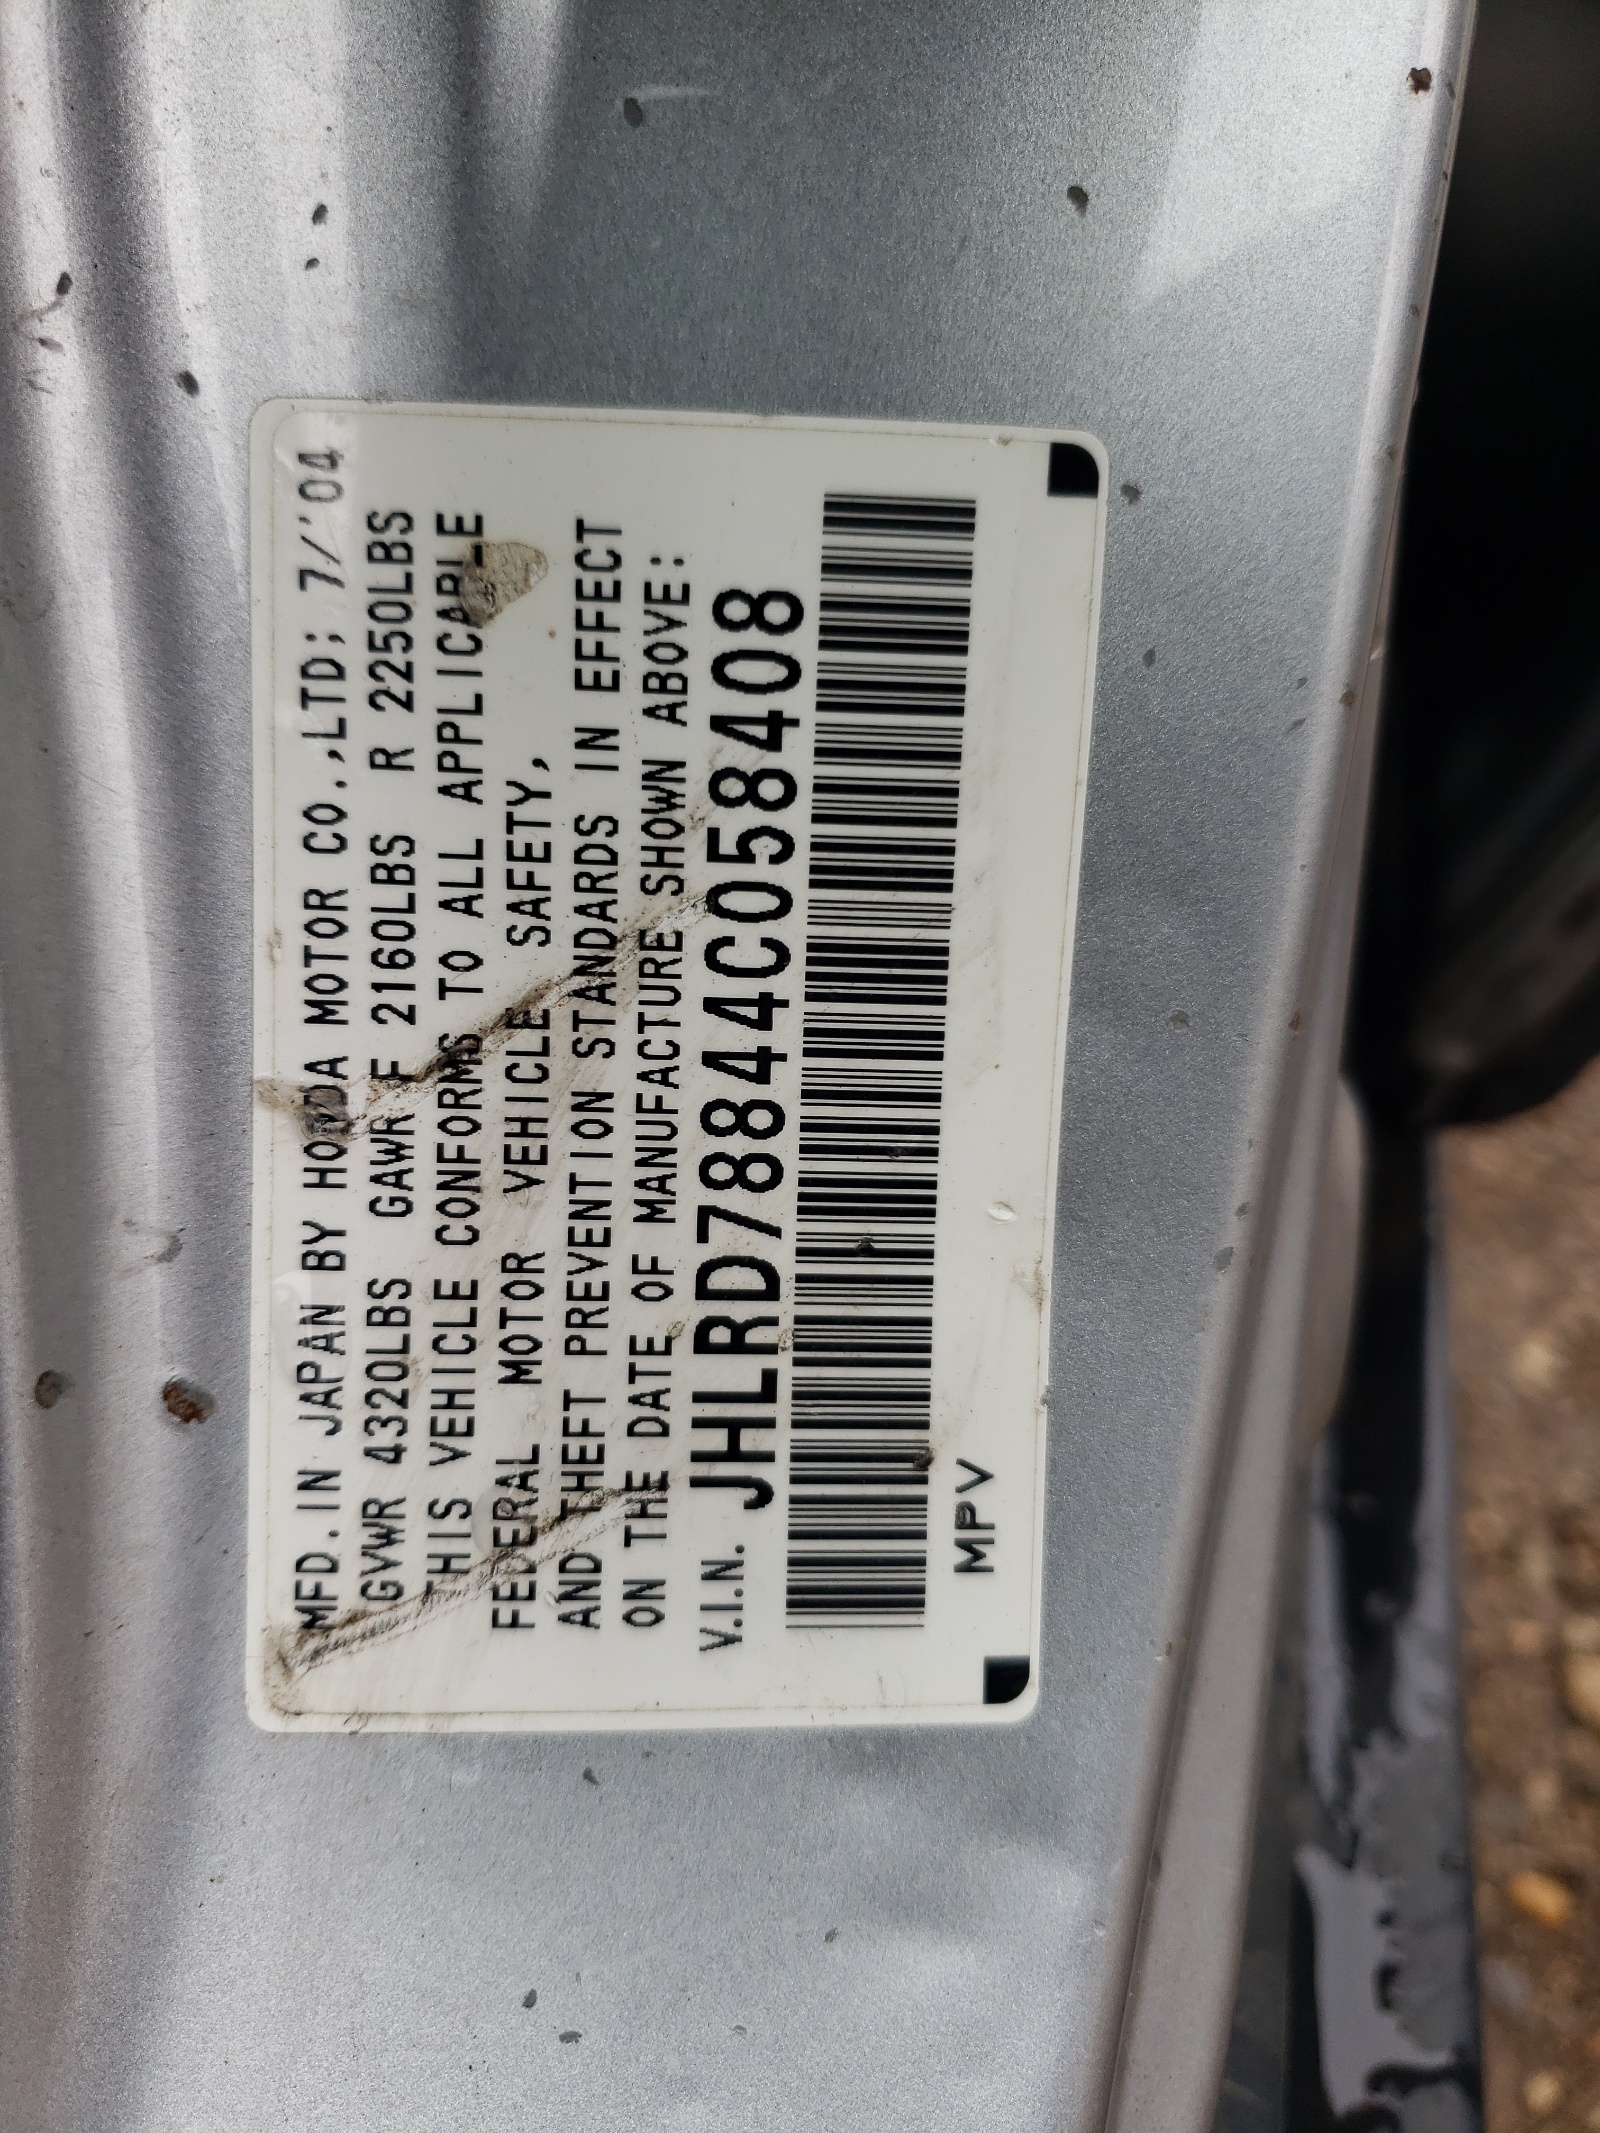 MFD. IN JAPAN BY HONDA MOTOR CO.,LTD; 7/'04
GVWR 4320LBS GAWR F 2160LBS R 2250LBS
THIS VEHICLE CONFORMS TO ALL APPLICABLE
FEDERAL MOTOR VEHICLE SAFETY,
AND THEFT PREVENTION STANDARDS IN EFFECT
ON THE DATE OF MANUFACTURE SHOWN ABOVE:
V.I.N. JHLRD78844C058408
MPV